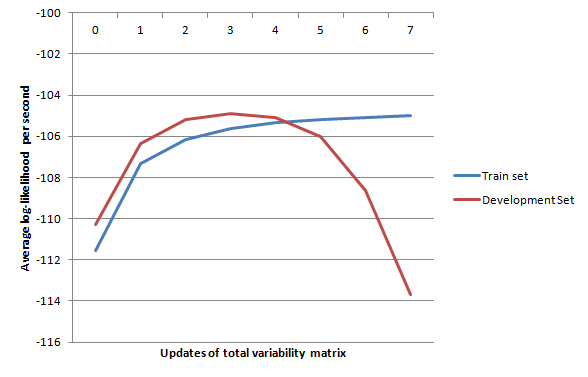 -100
0 1 2 3 4 5 6 7
-102
-104
-106
-108
-110
-112
-114
-116
Average log-likelihood per second
Updates of total variability matrix
Train set
Development Set